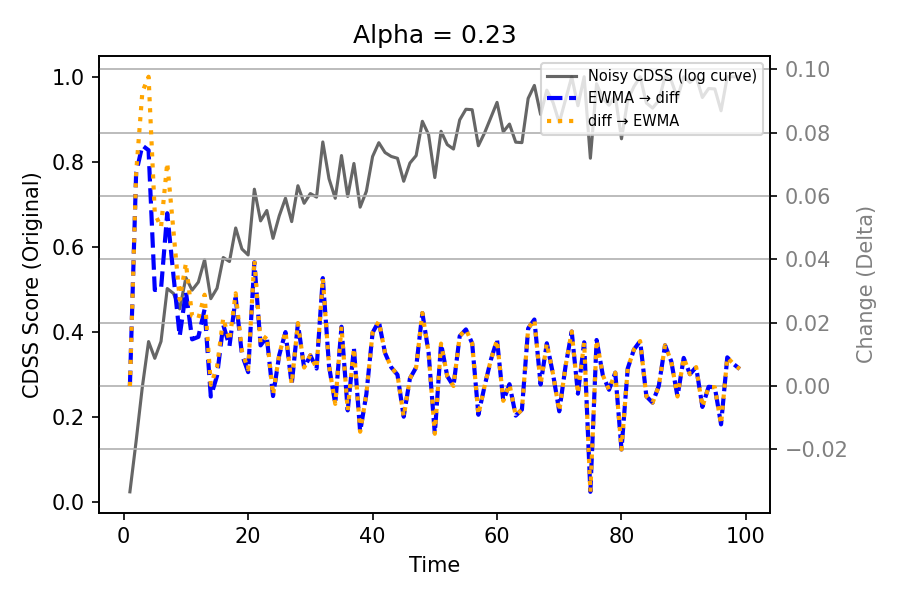 Alpha = 0.23
CDSS Score (Original)
1.0
0.8
0.6
0.4
0.2
0.0
Noisy CDSS (log curve)
EWMA → diff
diff → EWMA
0.10
0.08
0.06
0.04
0.02
0.00
−0.02
Change (Delta)
0 20 40 60 80 100
Time